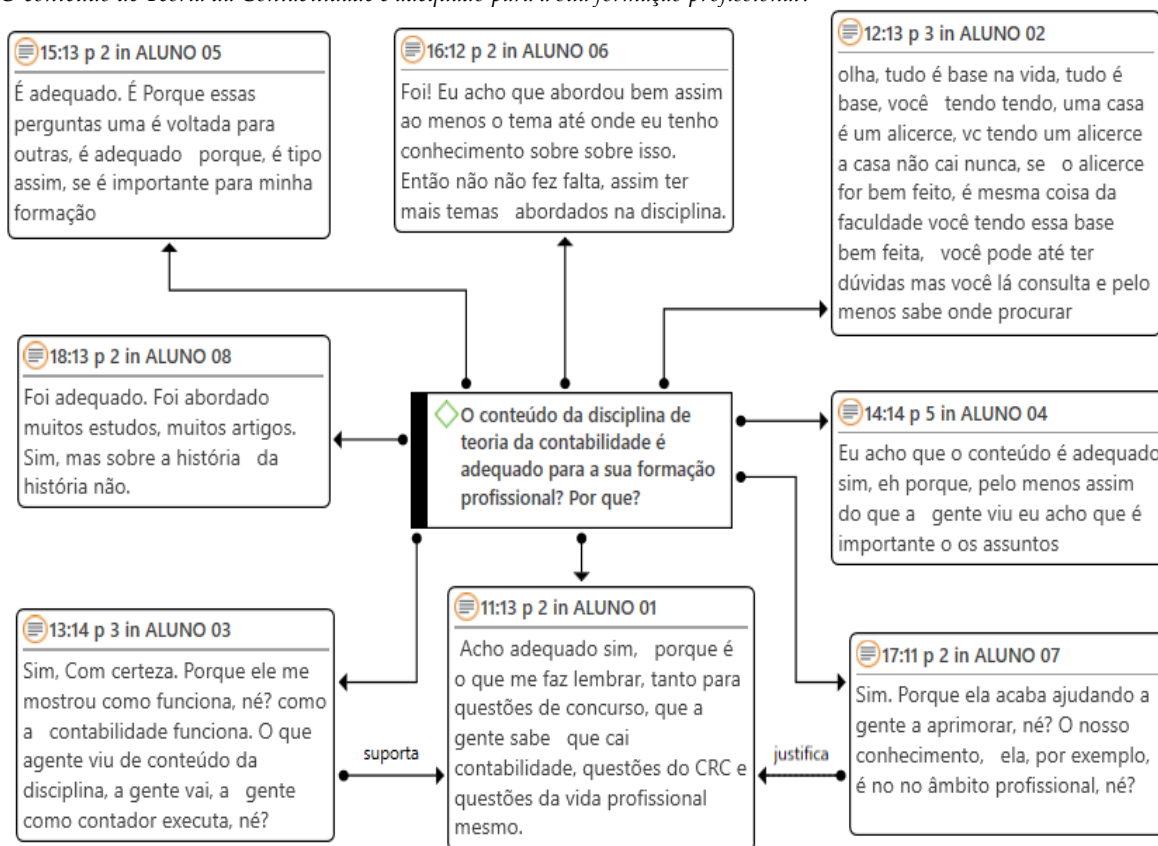 15:13 p 2 in ALUNO 05
É adequado. É Porque essas
perguntas uma é voltada para
outras, é adequado porque, é tipo
assim, se é importante para minha
formação
16:12 p 2 in ALUNO 06
Foi! Eu acho que abordou bem assim
ao menos o tema até onde eu tenho
conhecimento sobre sobre isso.
Então não não fez falta, assim ter
mais temas abordados na disciplina.
12:13 p 3 in ALUNO 02
olha, tudo é base na vida, tudo é
base, você tendo tendo, uma casa
é um alicerce, vc tendo um alicerce
a casa não cai nunca, se o alicerce
for bem feito, é mesma coisa da
faculdade você tendo essa base
bem feita, você pode até ter
dúvidas mas você lá consulta e pelo
menos sabe onde procurar
18:13 p 2 in ALUNO 08
Foi adequado. Foi abordado
muitos estudos, muitos artigos.
Sim, mas sobre a história da
história não.
O conteúdo da disciplina de
teoria da contabilidade é
adequado para a sua formação
profissional? Por que?
14:14 p 5 in ALUNO 04
Eu acho que o conteúdo é adequado
sim, eh porque, pelo menos assim
do que a gente viu eu acho que é
importante o os assuntos
13:14 p 3 in ALUNO 03
Sim, Com certeza. Porque ele me
mostrou como funciona, né? como
a contabilidade funciona. O que
agente viu de conteúdo da
disciplina, a gente vai, a gente
como contador executa, né?
suporta
11:13 p 2 in ALUNO 01
Acho adequado sim, porque é
o que me faz lembrar, tanto para
questões de concurso, que a
gente sabe que cai
contabilidade, questões do CRC e
questões da vida profissional
mesmo.
justifica
17:11 p 2 in ALUNO 07
Sim. Porque ela acaba ajudando a
gente a aprimorar, né? O nosso
conhecimento, ela, por exemplo,
é no no âmbito profissional, né?